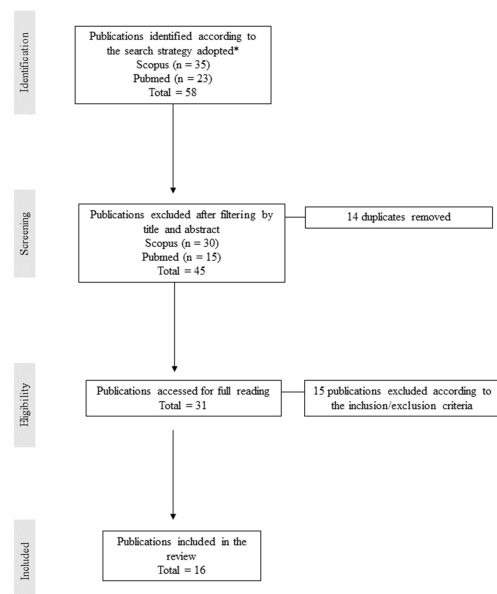 Identification
Publications identified according to
the search strategy adopted*
Scopus (n = 35)
Pubmed (n = 23)
Total = 58
Screening
Publications excluded after filtering by
title and abstract
Scopus (n = 30)
Pubmed (n = 15)
Total = 45
14 duplicates removed
Eligibility
Publications accessed for full reading
Total = 31
15 publications excluded according to
the inclusion/exclusion criteria
Included
Publications included in the
review
Total = 16